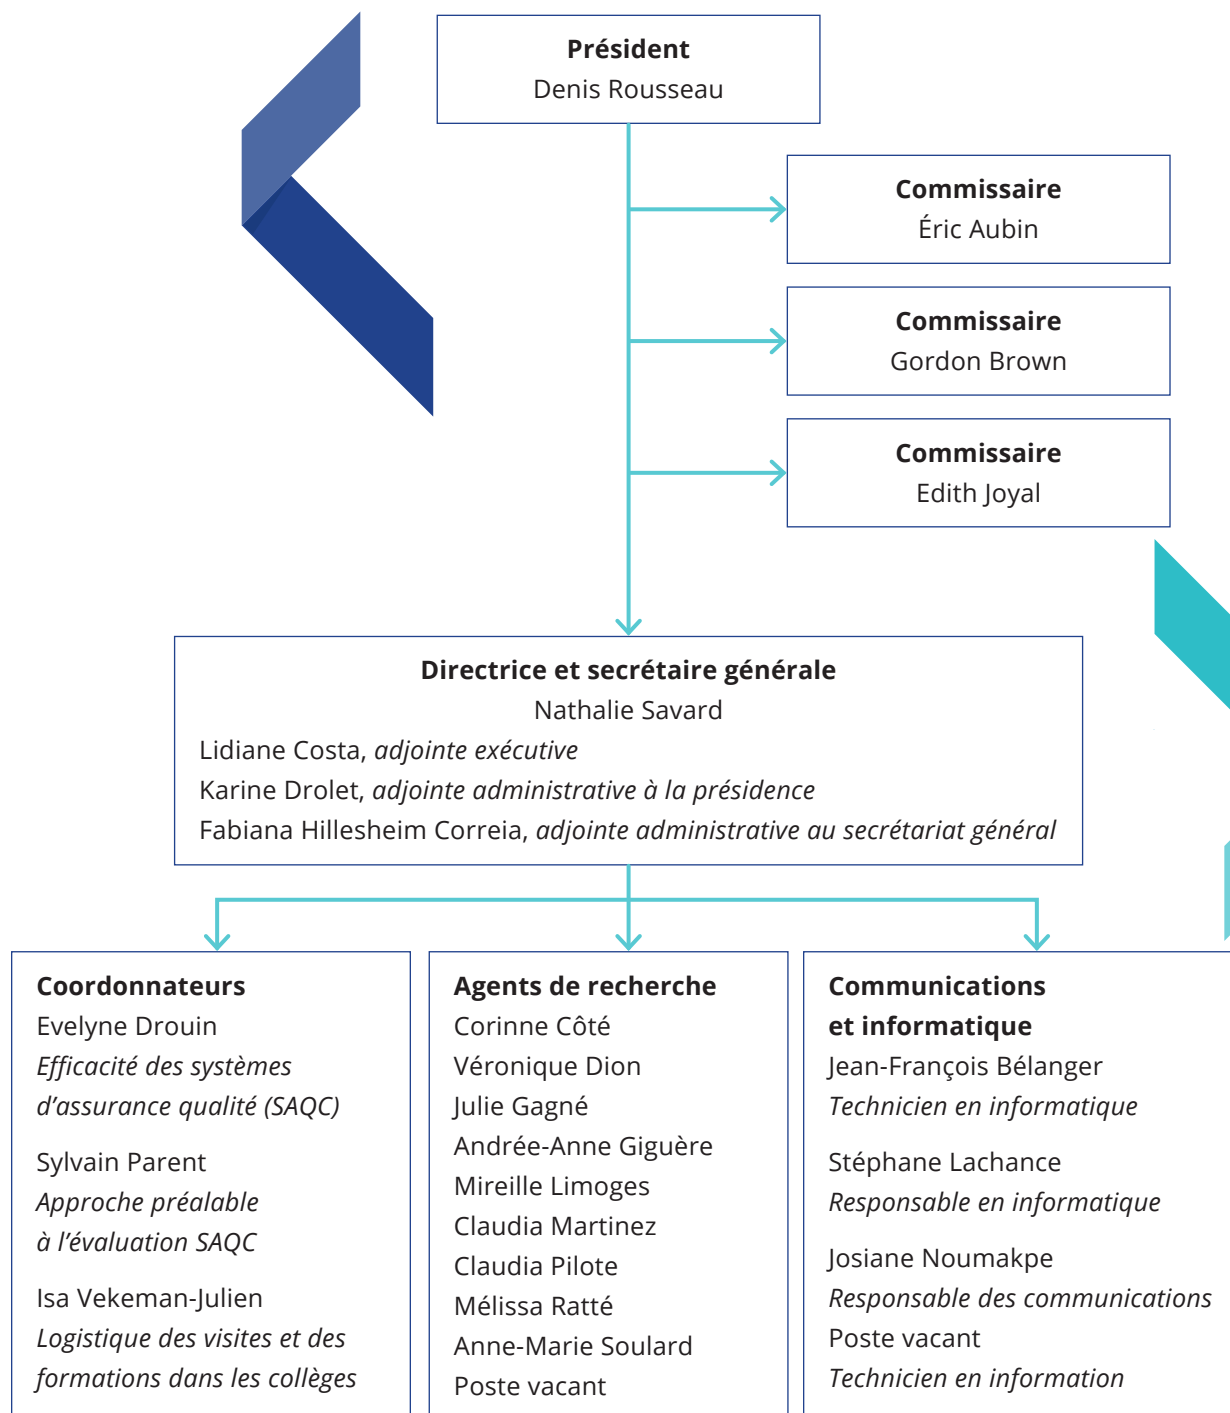 Président
Denis Rousseau
Commissaire
Éric Aubin
Commissaire
Gordon Brown
Commissaire
Edith Joyal
Directrice et secrétaire générale
Nathalie Savard
Lidiane Costa, adjointe exécutive
Karine Drolet, adjointe administrative à la présidence
Fabiana Hillesheim Correia, adjointe administrative au secrétariat général
Coordonnateurs
Evelyne Drouin
Efficacité des systèmes
d’assurance qualité (SAQC)
Sylvain Parent
Approche préalable
à l’évaluation SAQC
Isa Vekeman-Julien
Logistique des visites et des
formations dans les collèges
Agents de recherche
Corinne Côté
Véronique Dion
Julie Gagné
Andrée-Anne Giguère
Mireille Limoges
Claudia Martinez
Claudia Pilote
Mélissa Ratté
Anne-Marie Soulard
Poste vacant
Communications
et informatique
Jean-François Bélanger
Technicien en informatique
Stéphane Lachance
Responsable en informatique
Josiane Noumakpe
Responsable des communications
Poste vacant
Technicien en information